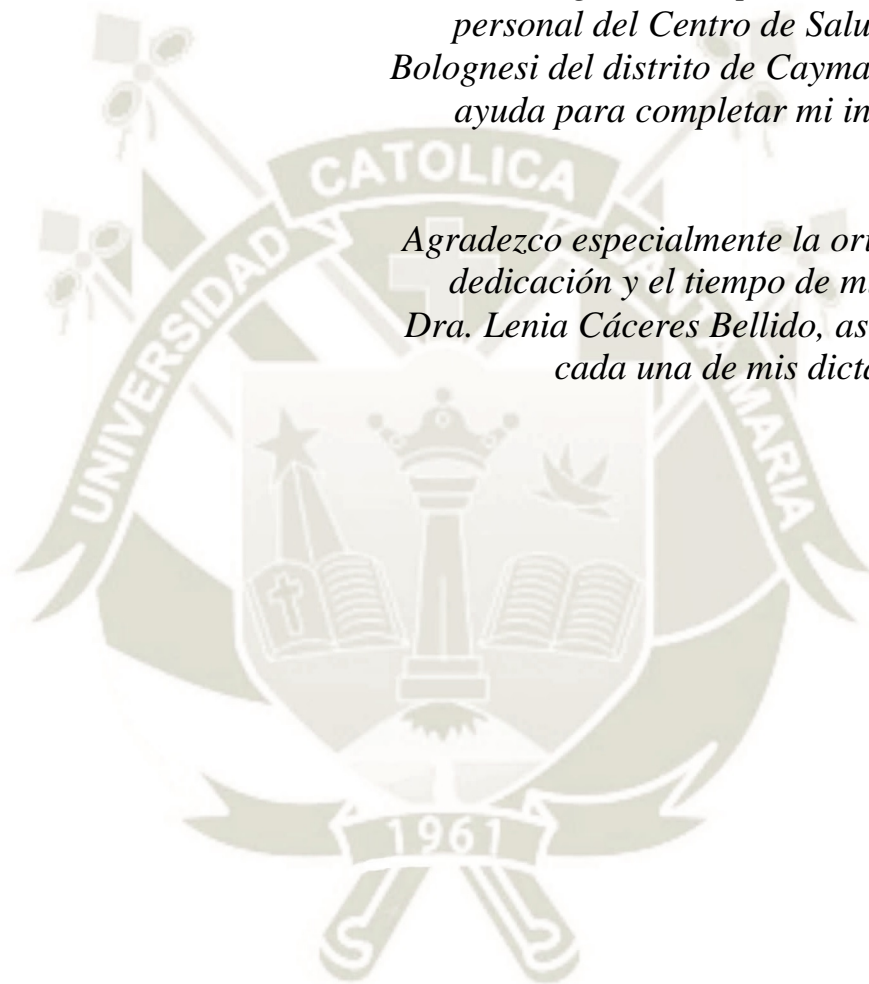 personal del Centro de Salu
Bolognesi del distrito de Cayma
ayuda para completar mi in
Agradezco especialmente la ori
dedicación y el tiempo de m
Dra. Lenia Cáceres Bellido, as
cada una de mis dicta
UNIVERSIDAD CATOLICA
MARIA
1961